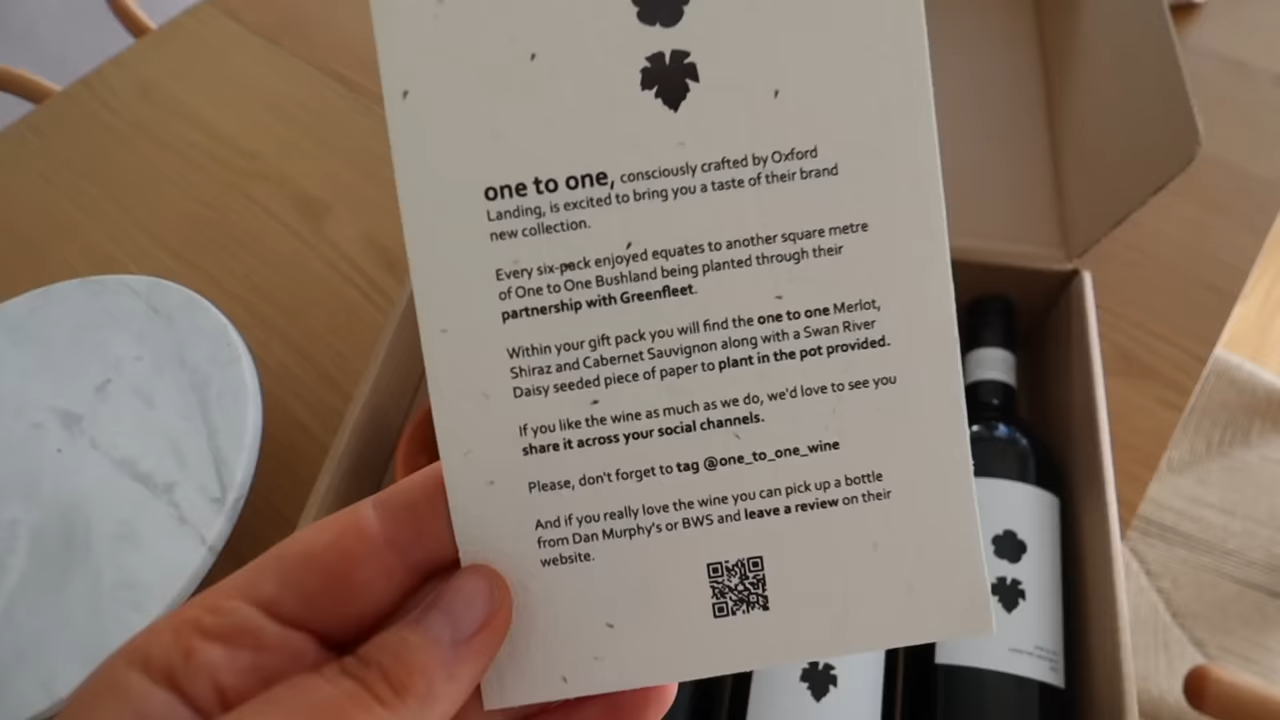 one to one, consciously crafted by Oxford
Landing, is excited to bring you a taste of their brand
new collection.
Every six-pack enjoyed equates to another square metre
of One to One Bushland being planted through their
partnership with Greenfleet.
Within your gift pack you will find the one to one Merlot,
Shiraz and Cabernet Sauvignon along with a Swan River
Daisy seeded piece of paper to plant in the pot provided.
If you like the wine as much as we do, we'd love to see you
share it across your social channels.
Please, don't forget to tag @one_to_one_wine
And if you really love the wine you can pick up a bottle
from Dan Murphy's or BWS and leave a review on their
website.